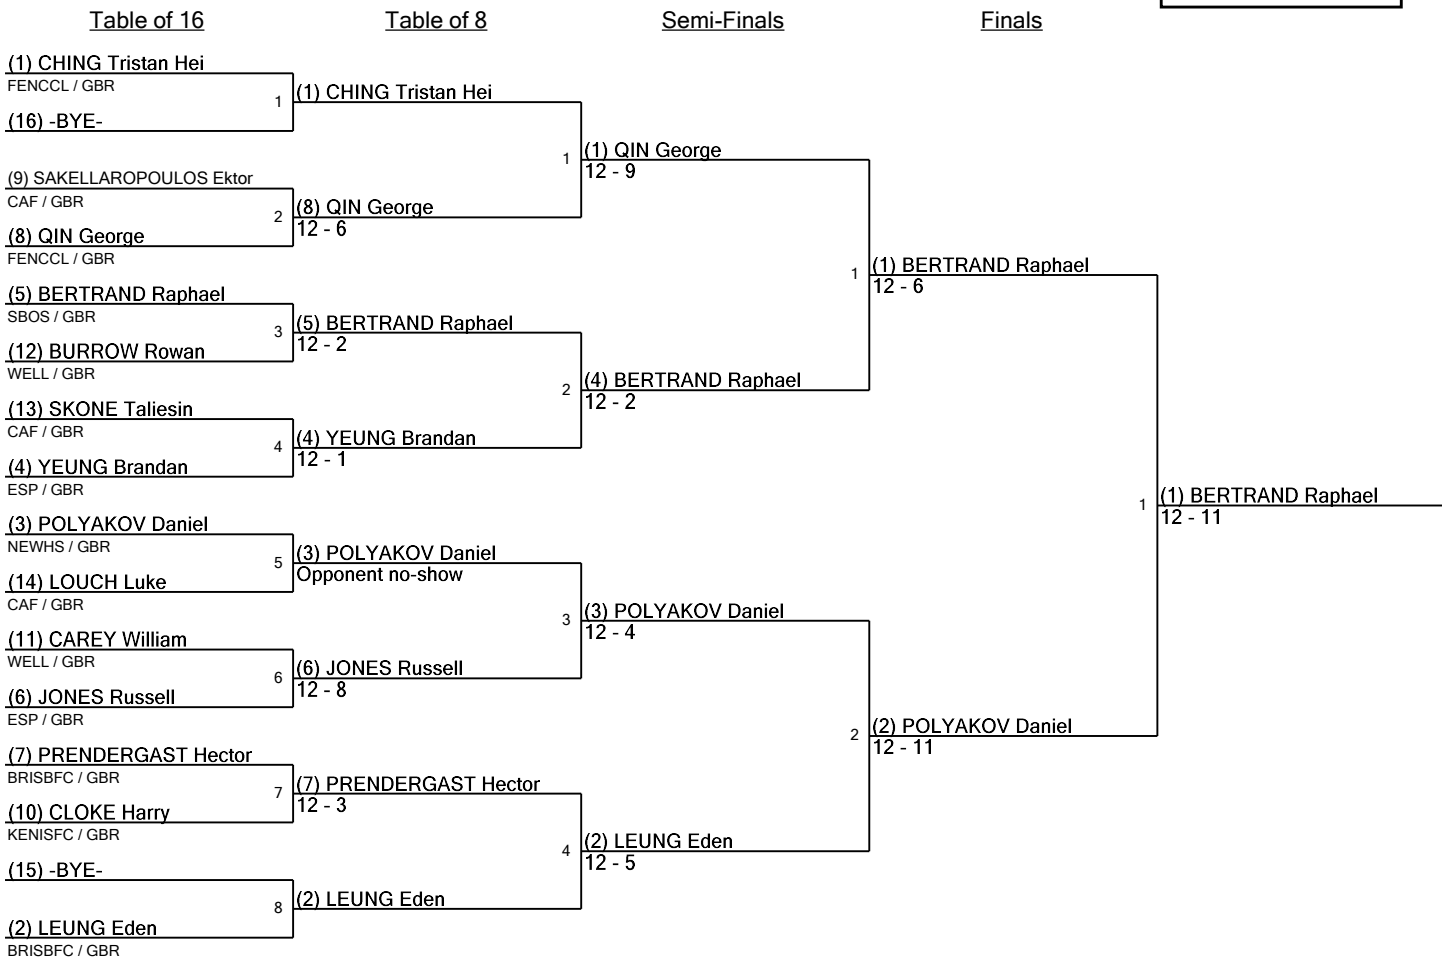 Table of 16
Table of 8
Semi-Finals
Finals
(1) CHING Tristan Hei
FENCCL / GBR
1
(16) -BYE-
(9) SAKELLAROPOULOS Ektor
CAF / GBR
2
(8) QIN George
FENCCL / GBR
(5) BERTRAND Raphael
SBOS / GBR
3
(12) BURROW Rowan
WELL / GBR
(13) SKONE Taliesin
CAF / GBR
4
(4) YEUNG Brandan
ESP / GBR
(3) POLYAKOV Daniel
NEWHS / GBR
5
(14) LOUCH Luke
CAF / GBR
(11) CAREY William
WELL / GBR
6
(6) JONES Russell
ESP / GBR
(7) PRENDERGAST Hector
BRISBFC / GBR
7
(10) CLOKE Harry
KENISFC / GBR
(15) -BYE-
8
(2) LEUNG Eden
BRISBFC / GBR
(1) CHING Tristan Hei
1
(8) QIN George
12 - 6
(5) BERTRAND Raphael
12 - 2
2
(4) YEUNG Brandan
12 - 1
(3) POLYAKOV Daniel
Opponent no-show
3
(6) JONES Russell
12 - 8
(7) PRENDERGAST Hector
12 - 3
4
(2) LEUNG Eden
(1) QIN George
12 - 9
1
(4) BERTRAND Raphael
12 - 2
(3) POLYAKOV Daniel
12 - 4
2
(2) LEUNG Eden
12 - 5
(1) BERTRAND Raphael
12 - 6
1
(2) POLYAKOV Daniel
12 - 11
(1) BERTRAND Raphael
12 - 11